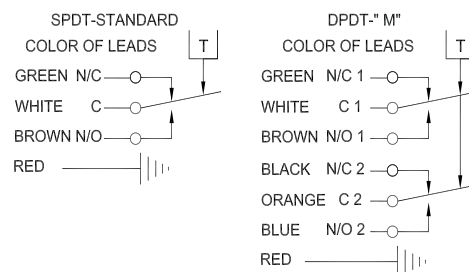 SPDT-STANDARD
COLOR OF LEADS
T
GREEN N/C
WHITE C
BROWN N/O
RED
DPDT-" M"
COLOR OF LEADS
T
GREEN N/C 1
WHITE C 1
BROWN N/O 1
BLACK N/C 2
ORANGE C 2
BLUE N/O 2
RED